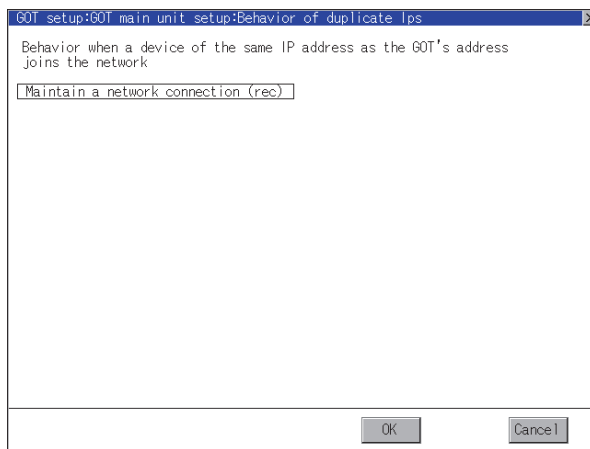 GOT setup:GOT main unit setup:Behavior of duplicate Ips
Behavior when a device of the same IP address as the GOT's address
joins the network
Maintain a network connection (rec)
OK Cancel